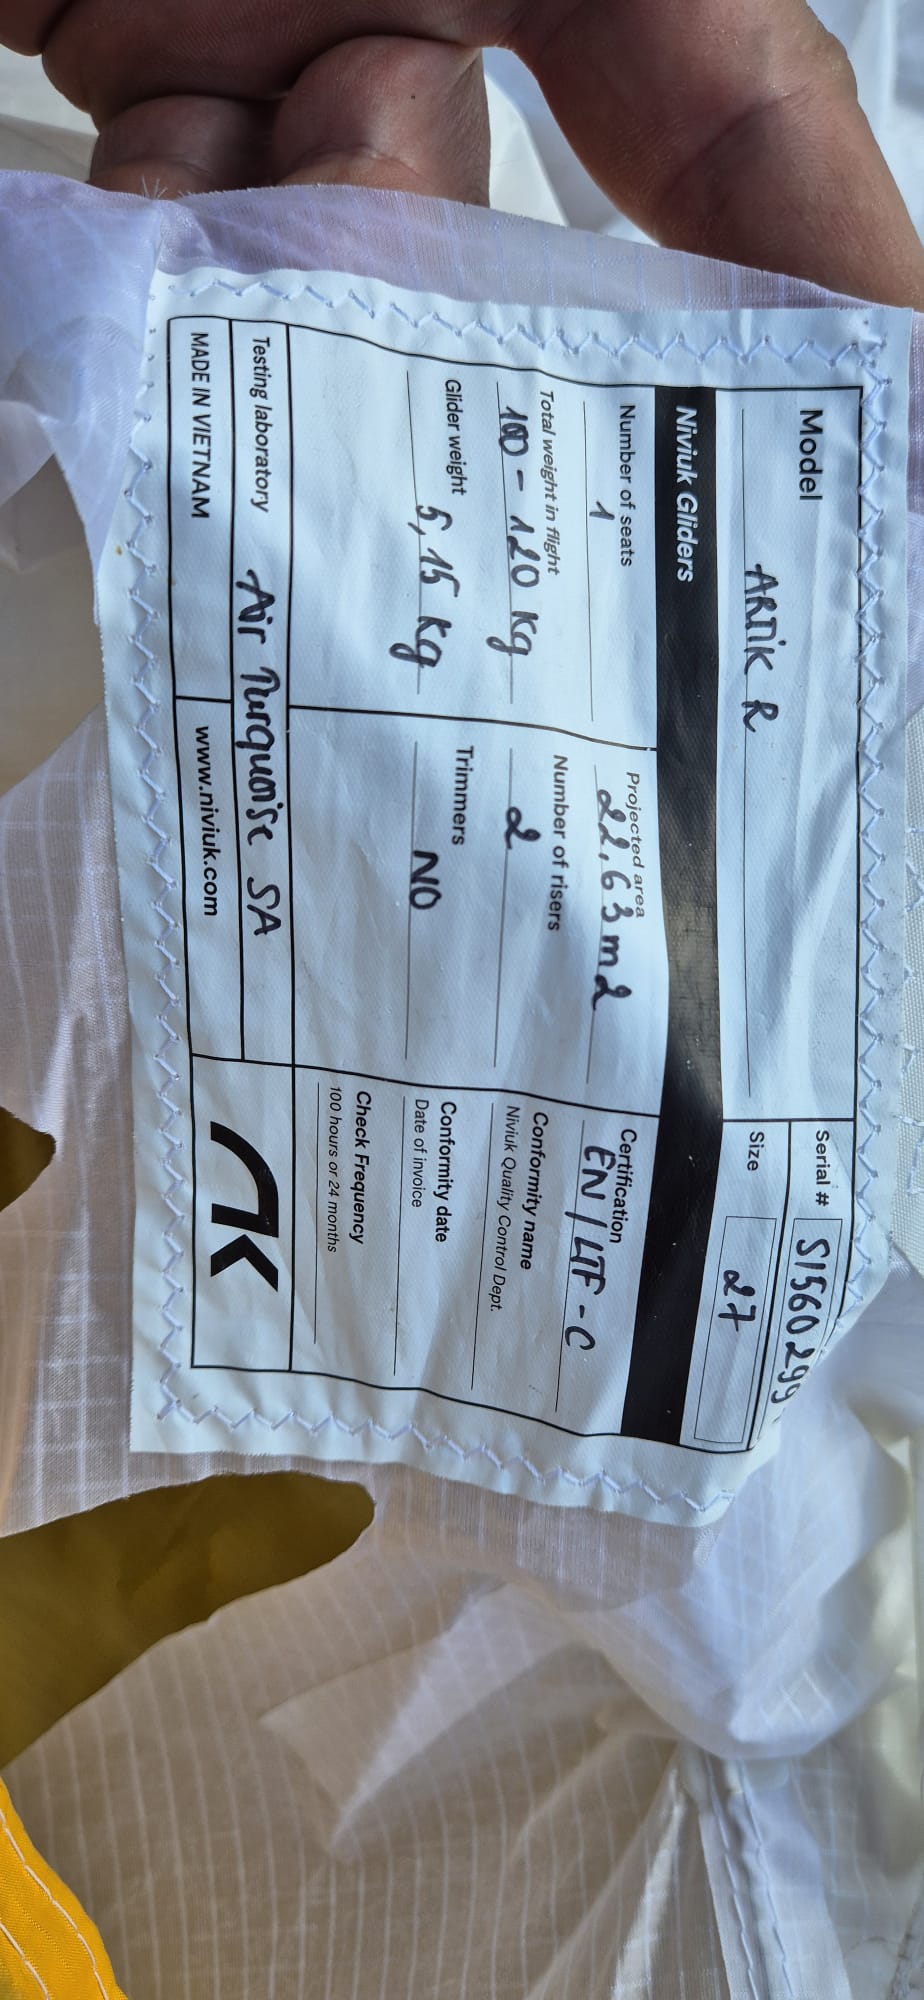 Model
ARTIK R
Serial # S1560299
Size 27
Niviuk Gliders
Number of seats
1
Projected area
22,63 m2
Certification
EN/LTF-C
Total weight in flight
100-120 kg
Number of risers
2
Conformity name
Niviuk Quality Control Dept.
Glider weight
5,15 kg
Trimmers
NO
Conformity date
Date of invoice
Check Frequency
100 hours or 24 months
Testing laboratory Air Turquoise SA
MADE IN VIETNAM
www.niviuk.com